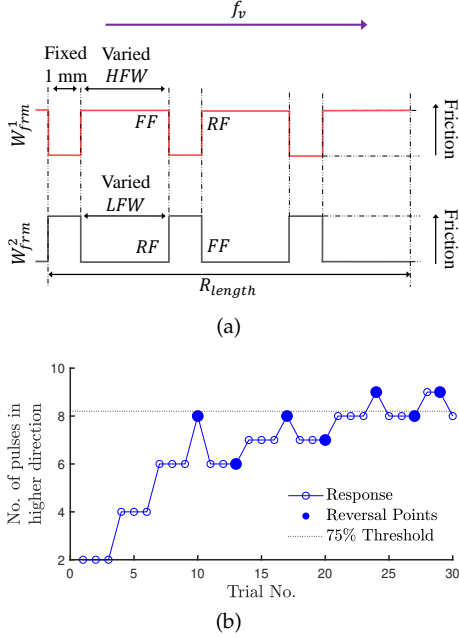 f_v
Fixed Varied
1 mm HFW
W^1_frm FF RF Friction
Varied
LFW
W^2_frm RF FF Friction
R_length
(a)
10
8
6
4
2
No. of pulses in
higher direction
Response
Reversal Points
75% Threshold
0 5 10 15 20 25 30
Trial No.
(b)